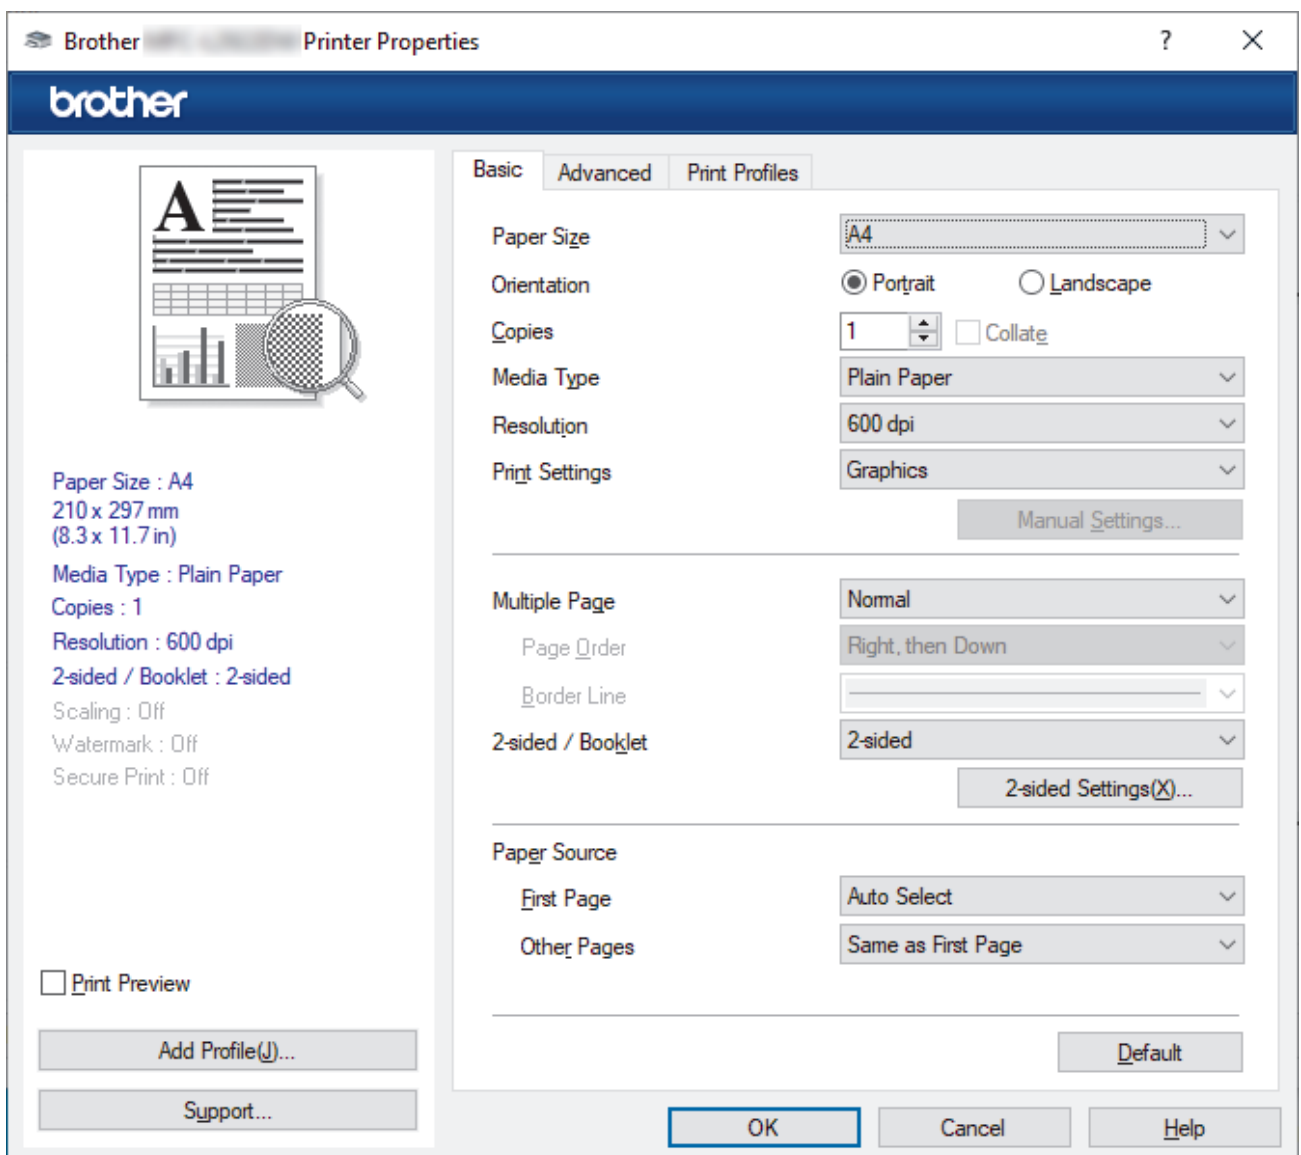 Brother Printer Properties
?
brother
A
Paper Size : A4
210 x 297 mm
(8.3 x 11.7 in)
Media Type : Plain Paper
Copies : 1
Resolution : 600 dpi
2-sided / Booklet : 2-sided
Scaling : Off
Watermark : Off
Secure Print : Off
Print Preview
Add Profile(J)...
Support...
Basic Advanced Print Profiles
Paper Size A4
Orientation Portrait Landscape
Copies 1 Collate
Media Type Plain Paper
Resolution 600 dpi
Print Settings Graphics
Manual Settings...
Multiple Page Normal
Page Order Right, then Down
Border Line
2-sided / Booklet 2-sided
2-sided Settings(X)...
Paper Source
First Page Auto Select
Other Pages Same as First Page
Default
OK Cancel Help